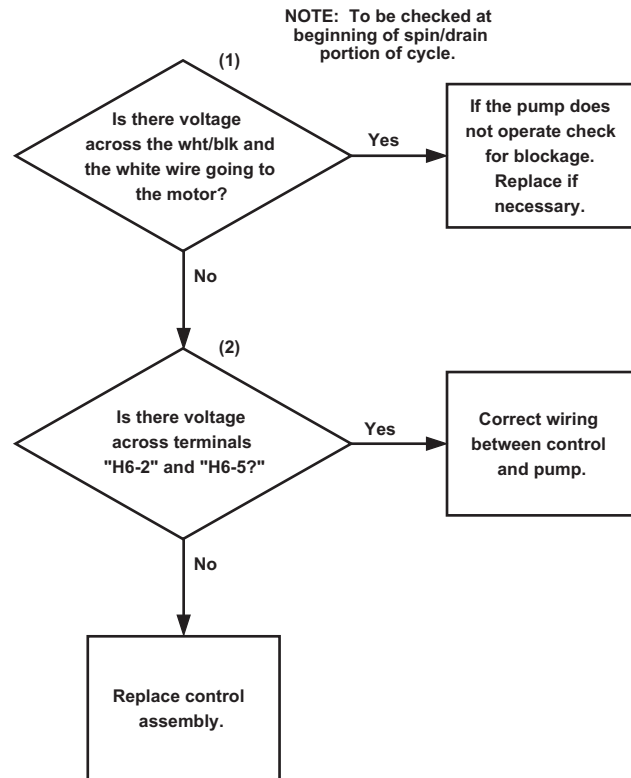 NOTE: To be checked at
beginning of spin/drain
portion of cycle.
(1)
Is there voltage
across the wht/blk and
the white wire going to
the motor?
Yes
If the pump does
not operate check
for blockage.
Replace if
necessary.
No
(2)
Is there voltage
across terminals
"H6-2" and "H6-5?"
Yes
Correct wiring
between control
and pump.
No
Replace control
assembly.